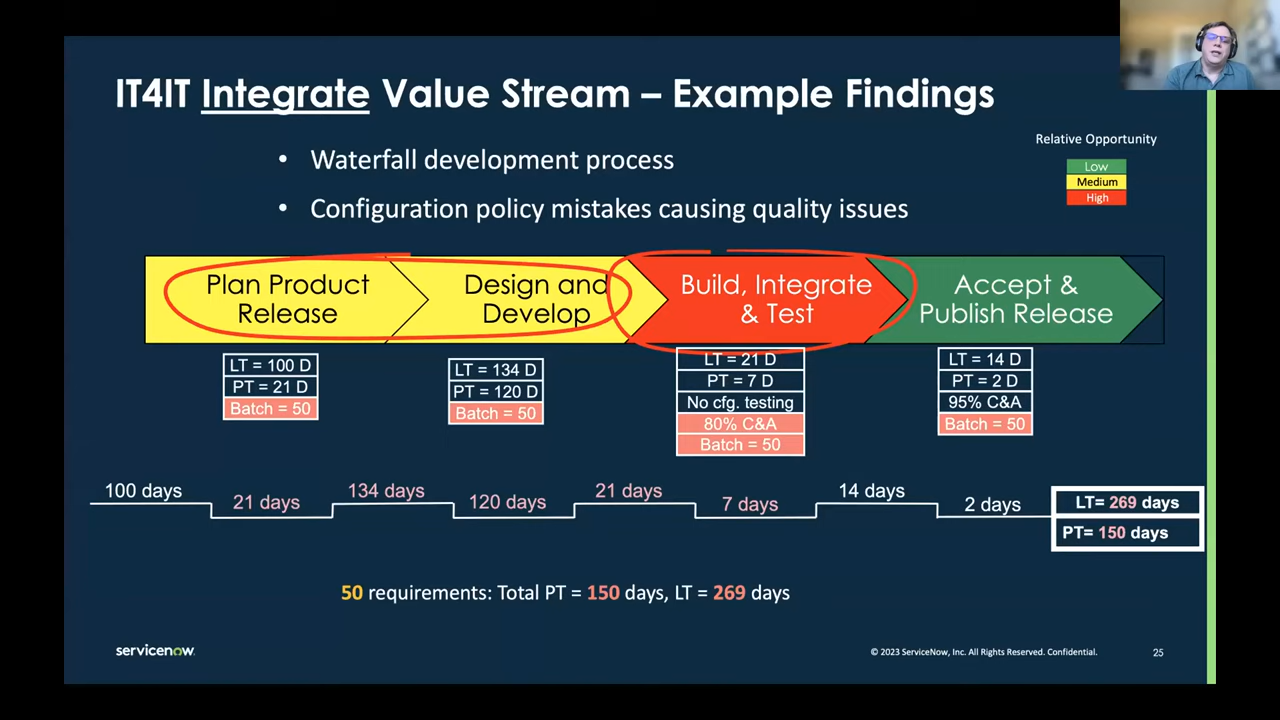 IT4IT Integrate Value Stream – Example Findings
Relative Opportunity
Low
Medium
High
• Waterfall development process
• Configuration policy mistakes causing quality issues
Plan Product
Release
Design and
Develop
Build, Integrate
& Test
Accept &
Publish Release
LT = 100 D
PT = 21 D
Batch = 50
LT = 134 D
PT = 120 D
Batch = 50
LT = 21 D
PT = 7 D
No cfg. testing
80% C&A
Batch = 50
LT = 14 D
PT = 2 D
95% C&A
Batch = 50
100 days
21 days
134 days
120 days
21 days
7 days
14 days
2 days
LT= 269 days
PT= 150 days
50 requirements: Total PT = 150 days, LT = 269 days
servicenow
© 2023 ServiceNow, Inc. All Rights Reserved. Confidential.
25